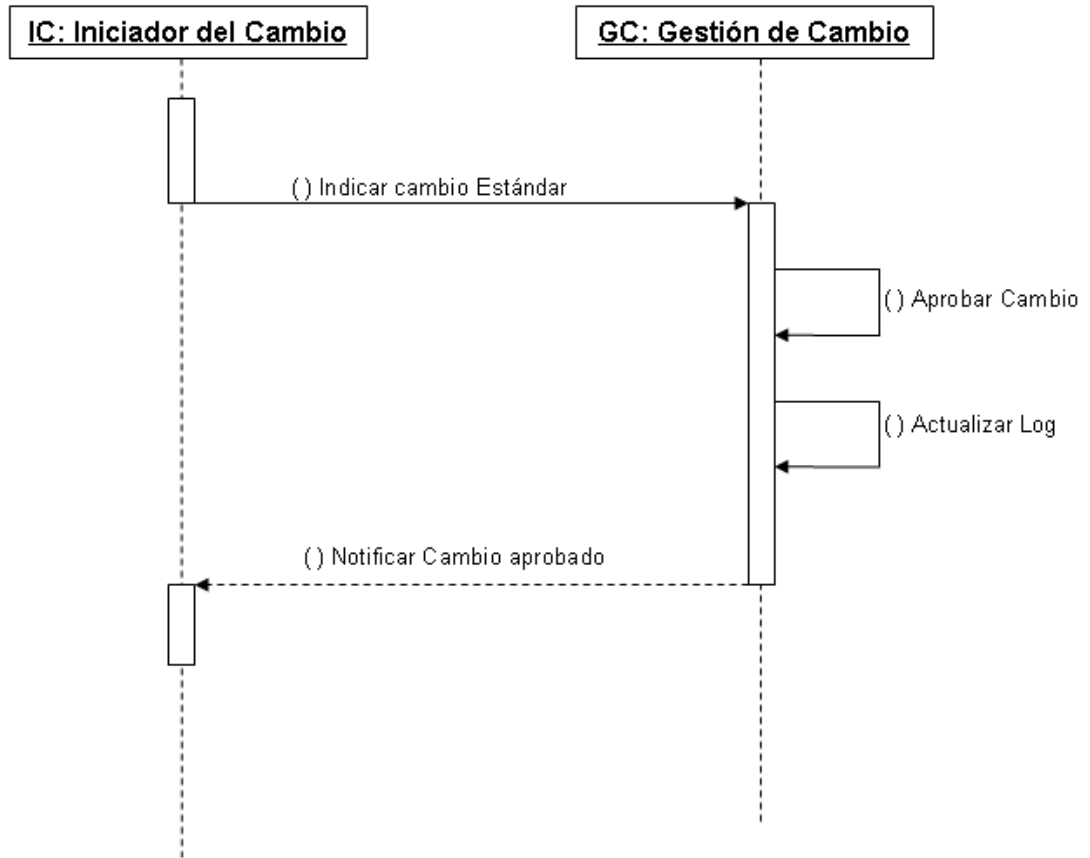 IC: Iniciador del Cambio
GC: Gestión de Cambio
( ) Indicar cambio Estándar
( ) Aprobar Cambio
( ) Actualizar Log
( ) Notificar Cambio aprobado